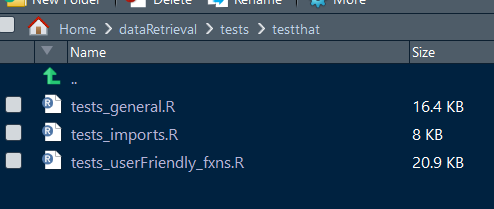 New Folder Delete Rename More
Home dataRetrieval tests testthat
Name Size
..
tests_general.R 16.4 KB
tests_imports.R 8 KB
tests_userFriendly_fxns.R 20.9 KB